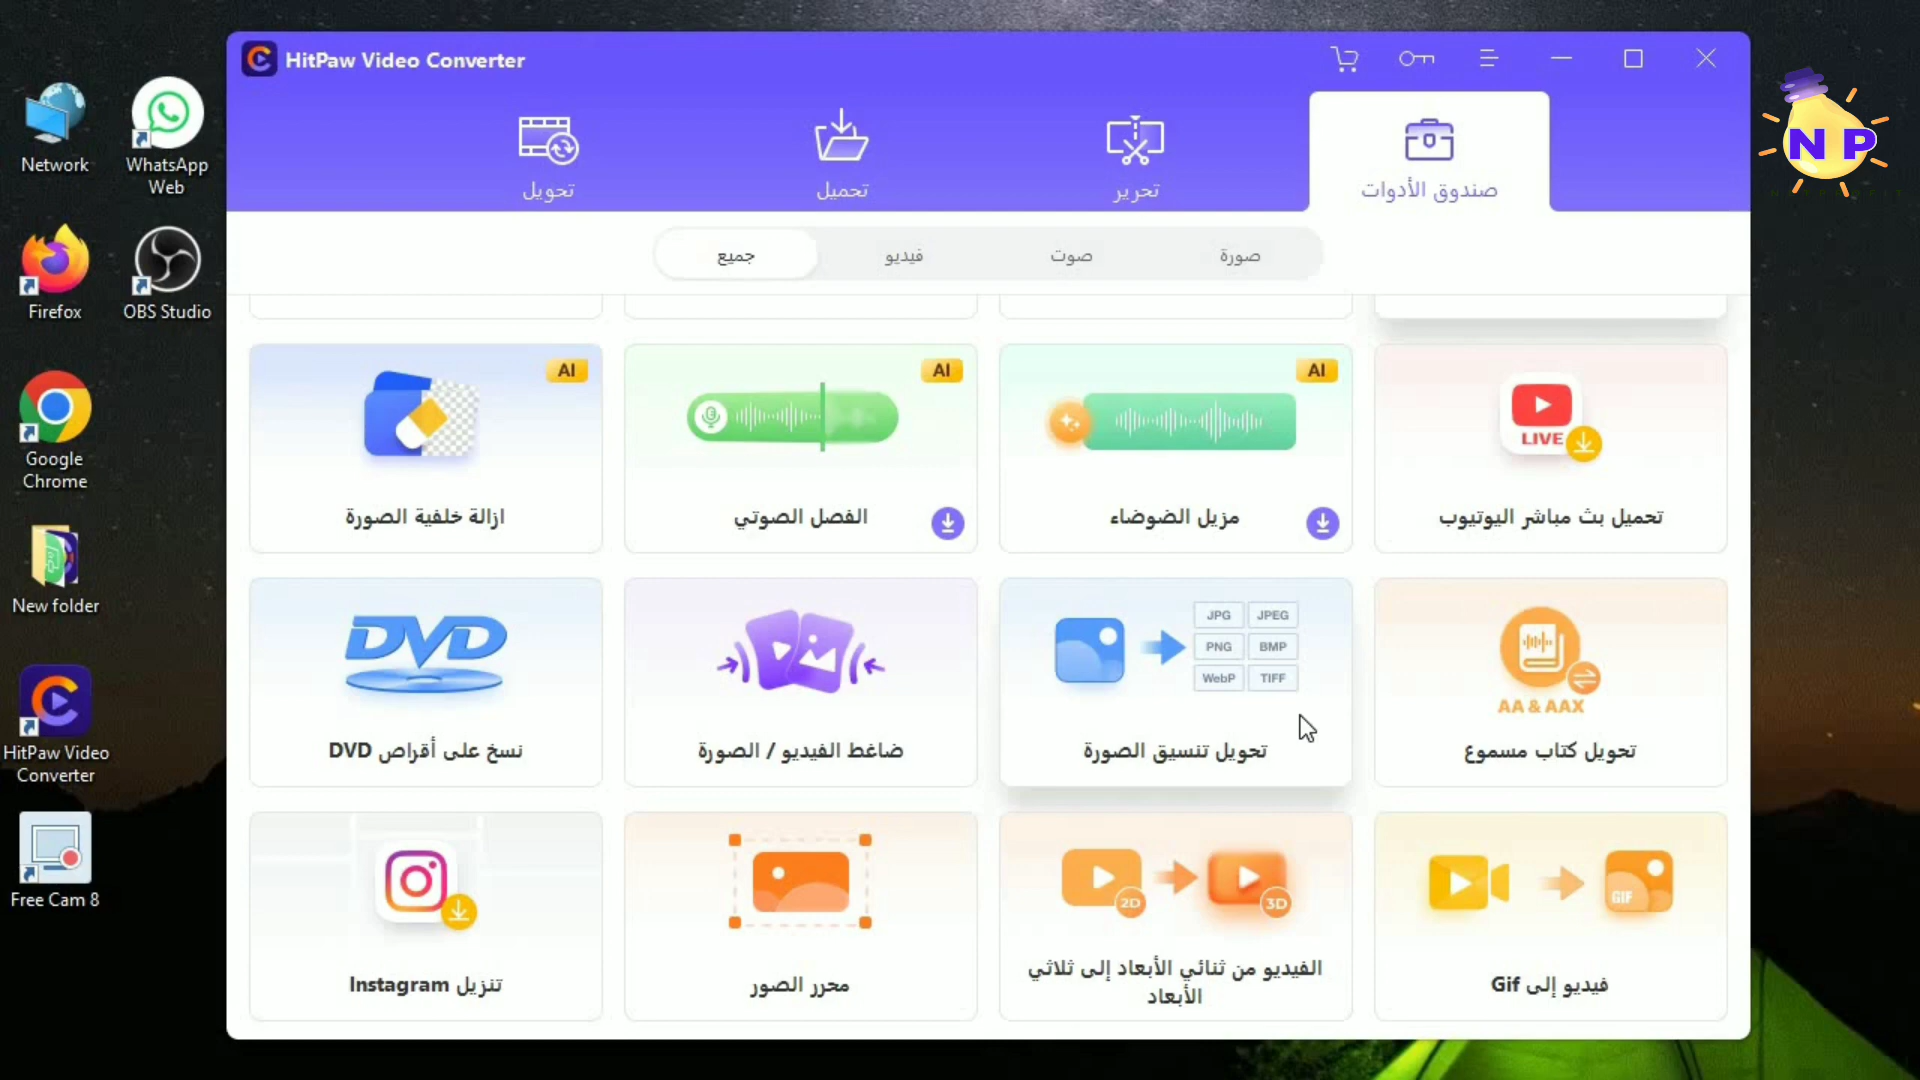 Network
WhatsApp
Web
Firefox
OBS Studio
Google
Chrome
New folder
HitPaw Video
Converter
Free Cam 8
HitPaw Video Converter
تحويل
تحميل
تحرير
صندوق الأدوات
جميع
فيديو
صوت
صورة
AI
ازالة خلفية الصورة
AI
الفصل الصوتي
AI
مزيل الضوضاء
LIVE
تحميل بث مباشر اليوتيوب
DVD
نسخ على أقراص DVD
ضاغط الفيديو / الصورة
JPG JPEG
PNG BMP
WebP TIFF
تحويل تنسيق الصورة
AA & AAX
تحويل كتاب مسموع
تنزيل Instagram
محرر الصور
2D 3D
الفيديو من ثنائي الأبعاد إلى ثلاثي
الأبعاد
GIF
فيديو إلى Gif
N P